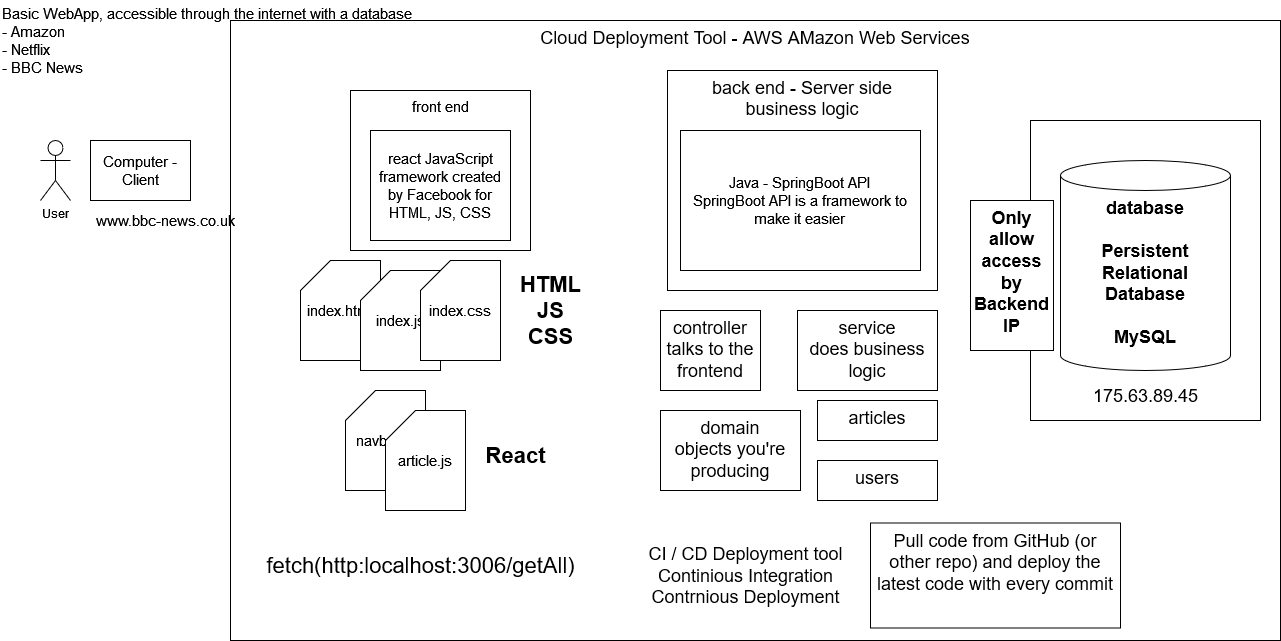 Basic WebApp, accessible through the internet with a database
- Amazon
- Netflix
- BBC News
Cloud Deployment Tool - AWS AMazon Web Services
User
Computer -
Client
www.bbc-news.co.uk
front end
react JavaScript
framework created
by Facebook for
HTML, JS, CSS
index.htm
index.js
index.css
HTML
JS
CSS
article.js
React
fetch(http:localhost:3006/getAll)
back end - Server side
business logic
Java - SpringBoot API
SpringBoot API is a framework to
make it easier
controller
talks to the
frontend
service
does business
logic
domain
objects you're
producing
articles
users
CI / CD Deployment tool
Continious Integration
Contrnious Deployment
Pull code from GitHub (or
other repo) and deploy the
latest code with every commit
Only
allow
access
by
Backend
IP
database
Persistent
Relational
Database
MySQL
175.63.89.45